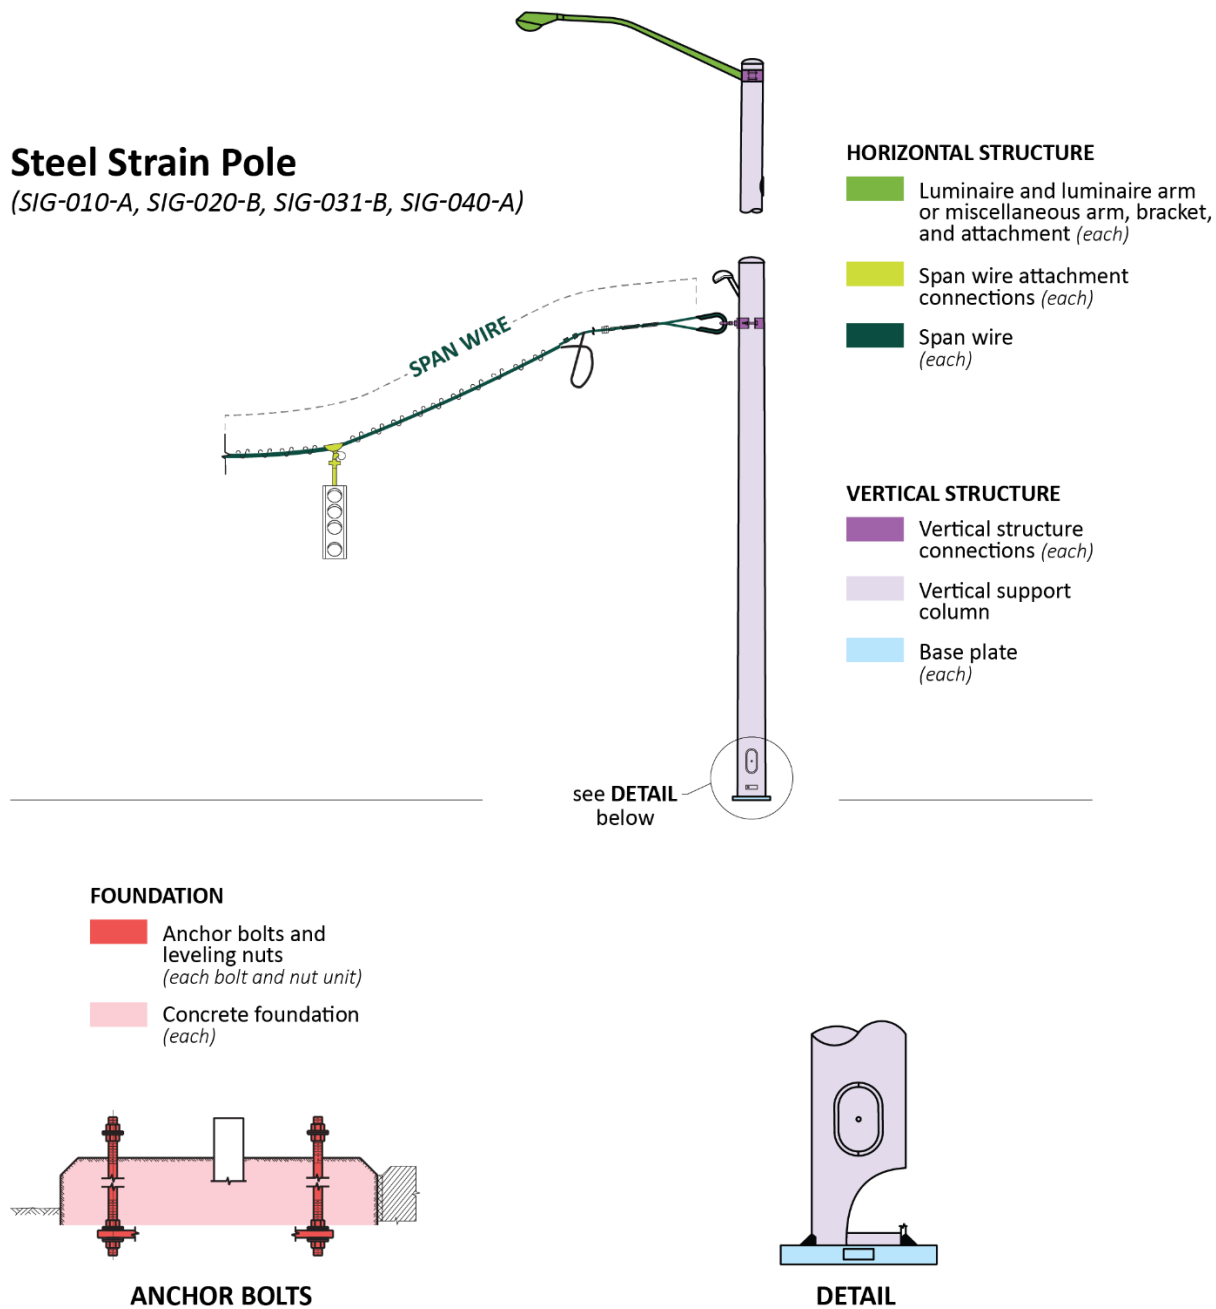 Steel Strain Pole
(SIG-010-A, SIG-020-B, SIG-031-B, SIG-040-A)
SPAN WIRE
HORIZONTAL STRUCTURE
Luminaire and luminaire arm
or miscellaneous arm, bracket,
and attachment (each)
Span wire attachment
connections (each)
Span wire
(each)
VERTICAL STRUCTURE
Vertical structure
connections (each)
Vertical support
column
Base plate
(each)
see DETAIL
below
FOUNDATION
Anchor bolts and
leveling nuts
(each bolt and nut unit)
Concrete foundation
(each)
ANCHOR BOLTS
DETAIL